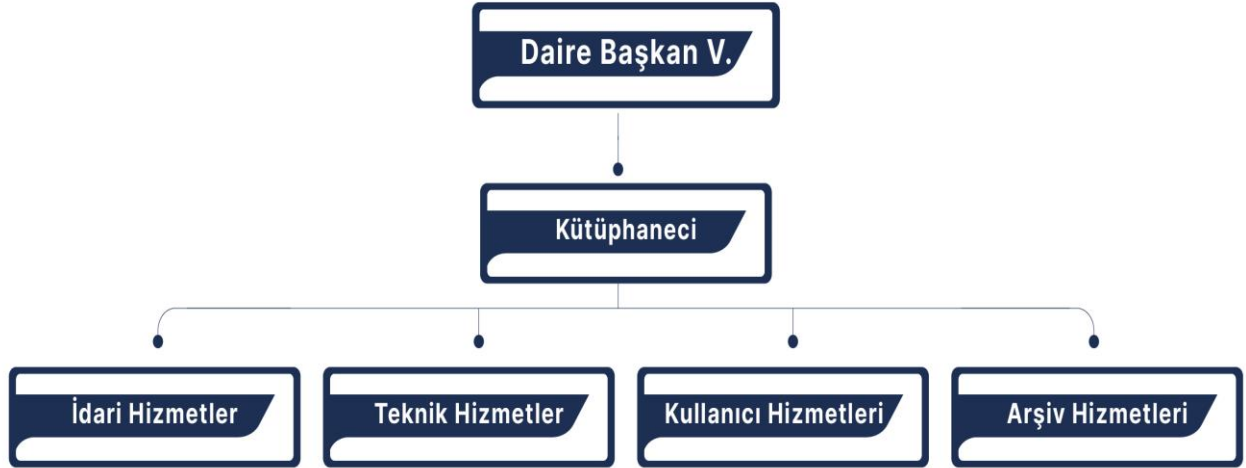 Daire Başkan V.
Kütüphaneci
İdari Hizmetler
Teknik Hizmetler
Kullanıcı Hizmetleri
Arşiv Hizmetleri